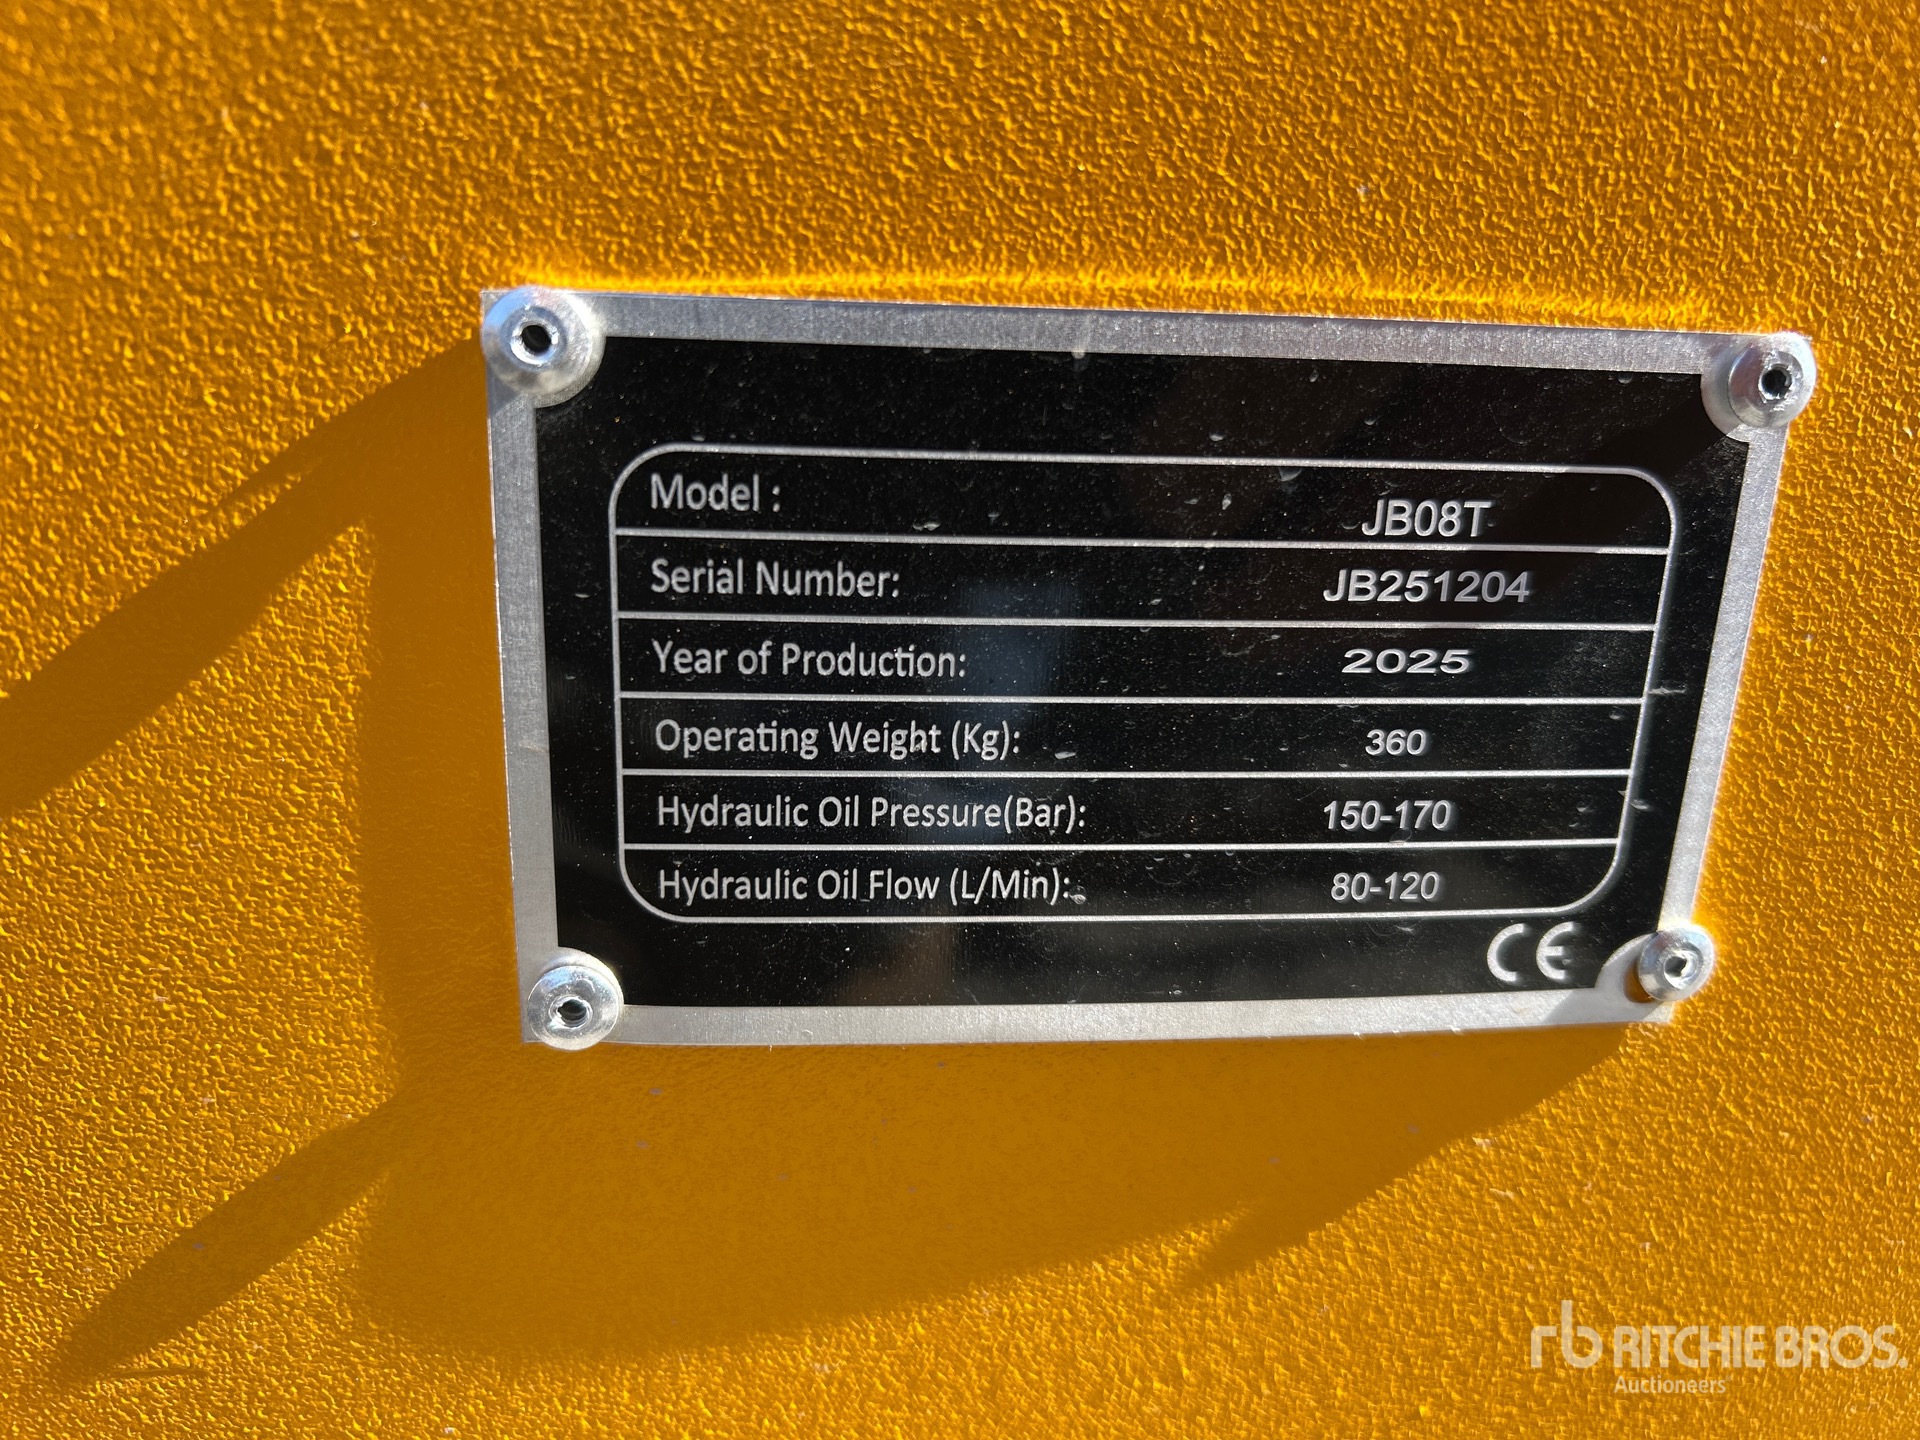 Model : JB08T
Serial Number: JB251204
Year of Production: 2025
Operating Weight (Kg): 360
Hydraulic Oil Pressure(Bar): 150-170
Hydraulic Oil Flow (L/Min): 80-120
CE
rb RITCHIE BROS.
Auctioneers